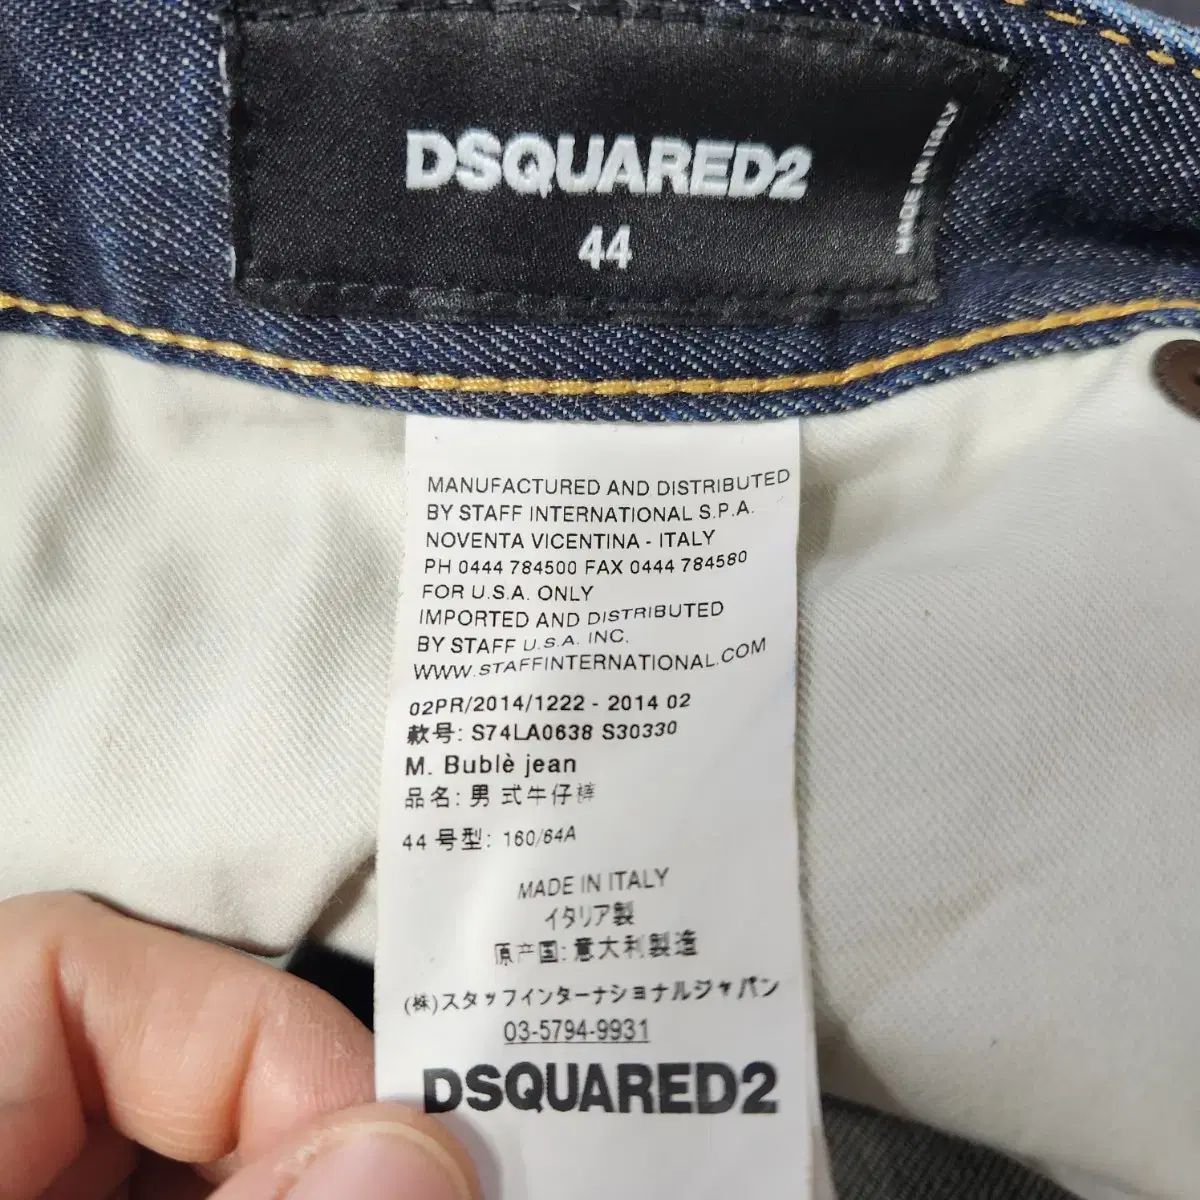 DSQUARED2
44
MADE IN ITALY
MANUFACTURED AND DISTRIBUTED
BY STAFF INTERNATIONAL S.P.A.
NOVENTA VICENTINA - ITALY
PH 0444 784500 FAX 0444 784580
FOR U.S.A. ONLY
IMPORTED AND DISTRIBUTED
BY STAFF U.S.A. INC.
WWW.STAFFINTERNATIONAL.COM
02PR/2014/1222 - 2014 02
款号: S74LA0638 S30330
M. Bublè jean
品名: 男式牛仔裤
44 号型: 160/64A
MADE IN ITALY
イタリア製
原产国: 意大利製造
(株)スタッフインターナショナルジャパン
03-5794-9931
DSQUARED2